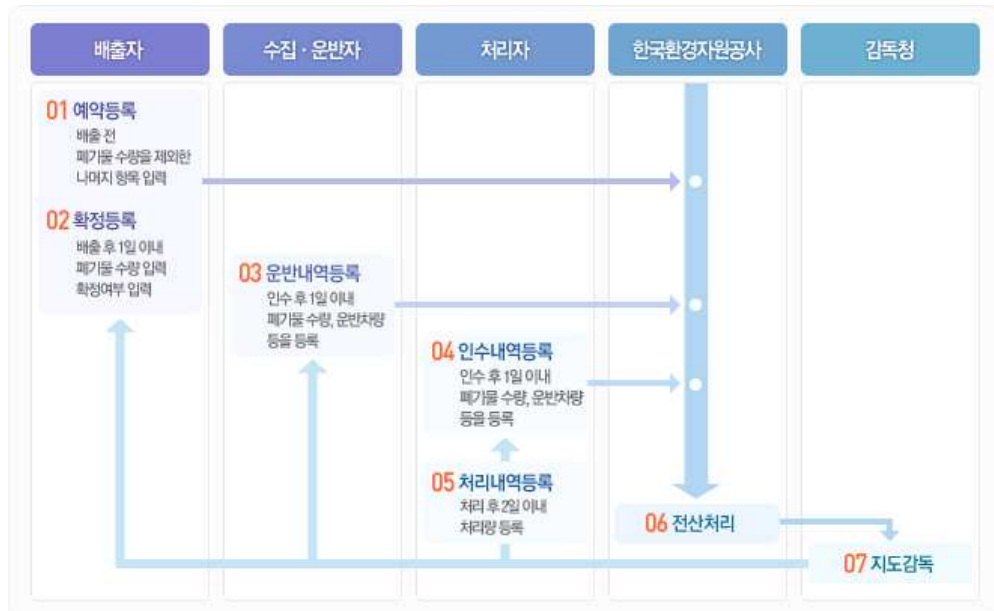 배출자
수집·운반자
처리자
한국환경자원공사
감독청
01 예약등록
배출 전
폐기물 수량을 제외한
나머지 항목 입력
02 확정등록
배출 후 1일 이내
폐기물 수량 입력
확정여부 입력
03 운반내역등록
인수 후 1일 이내
폐기물 수량, 운반차량
등을 등록
04 인수내역등록
인수 후 1일 이내
폐기물 수량, 운반차량
등을 등록
05 처리내역등록
처리 후 2일 이내
처리량 등록
06 전산처리
07 지도감독